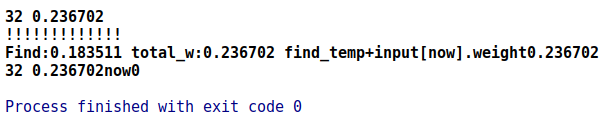 32 0.236702
!!!!!!!!!!!!!
Find:0.183511 total_w:0.236702 find_temp+input[now].weight0.236702
32 0.236702now0
Process finished with exit code 0